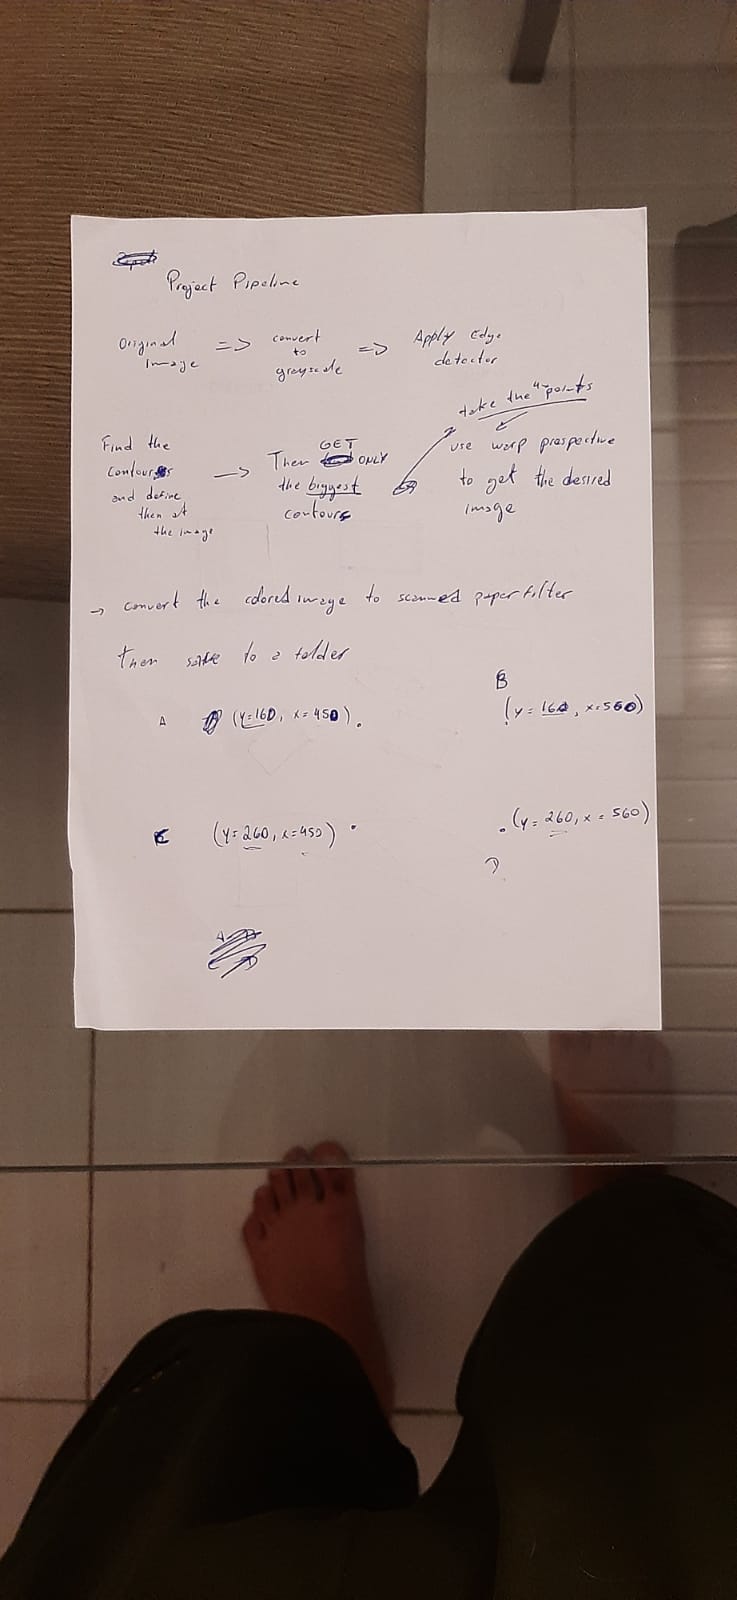 Project Pipeline
Original
image
=> convert
to
grayscale
=> Apply Edge
detector
Find the
contours
and define
then at
the image
-> Then GET ONLY
the biggest
contours
take the "4" points
use warp prospective
to get the desired
image
→ convert the colored image to scanned paper filter
then save to a folder
A (y=160, x=450).
B
(y=160, x=560)
C (y=260, x=450) .
. (y=260, x=560)
D